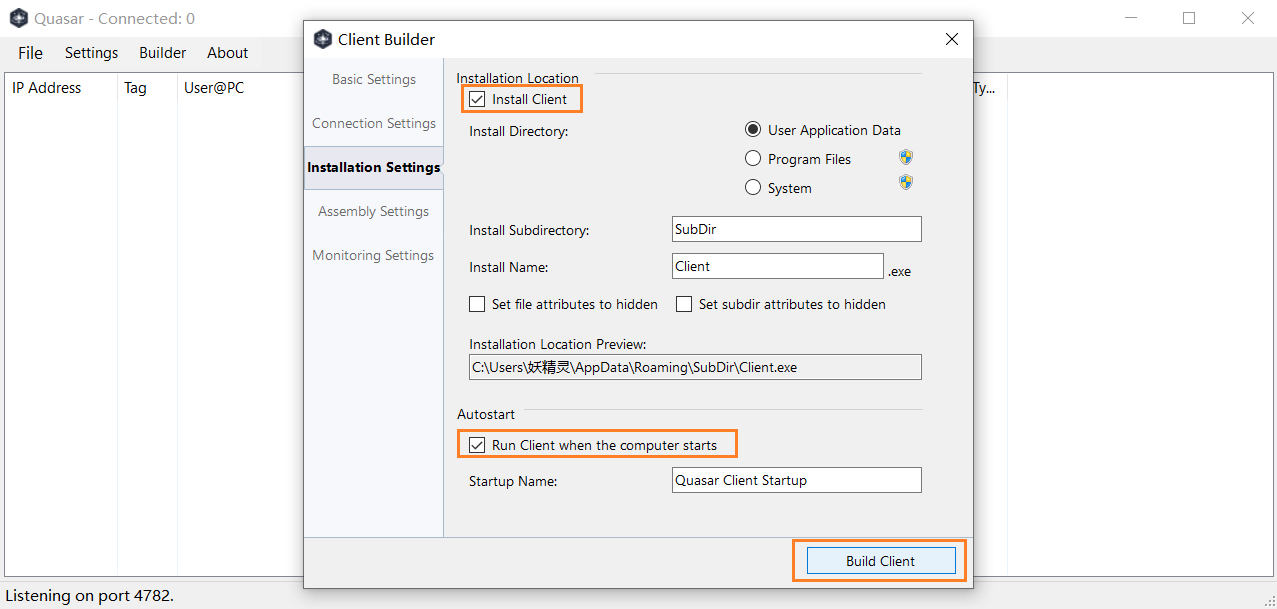 Quasar - Connected: 0
File Settings Builder About
IP Address Tag User@PC Ty...
Client Builder
Basic Settings
Connection Settings
Installation Settings
Assembly Settings
Monitoring Settings
Installation Location
Install Client
Install Directory:
User Application Data
Program Files
System
Install Subdirectory: SubDir
Install Name: Client .exe
Set file attributes to hidden Set subdir attributes to hidden
Installation Location Preview:
C:\Users\妖精灵\AppData\Roaming\SubDir\Client.exe
Autostart
Run Client when the computer starts
Startup Name: Quasar Client Startup
Build Client
Listening on port 4782.